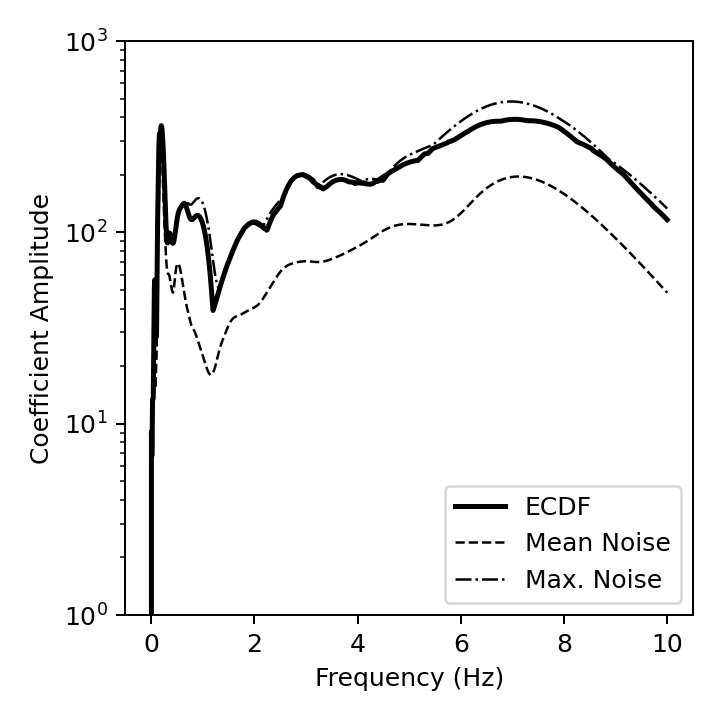 10³
10²
10¹
10⁰
Coefficient Amplitude
ECDF
Mean Noise
Max. Noise
0 2 4 6 8 10
Frequency (Hz)